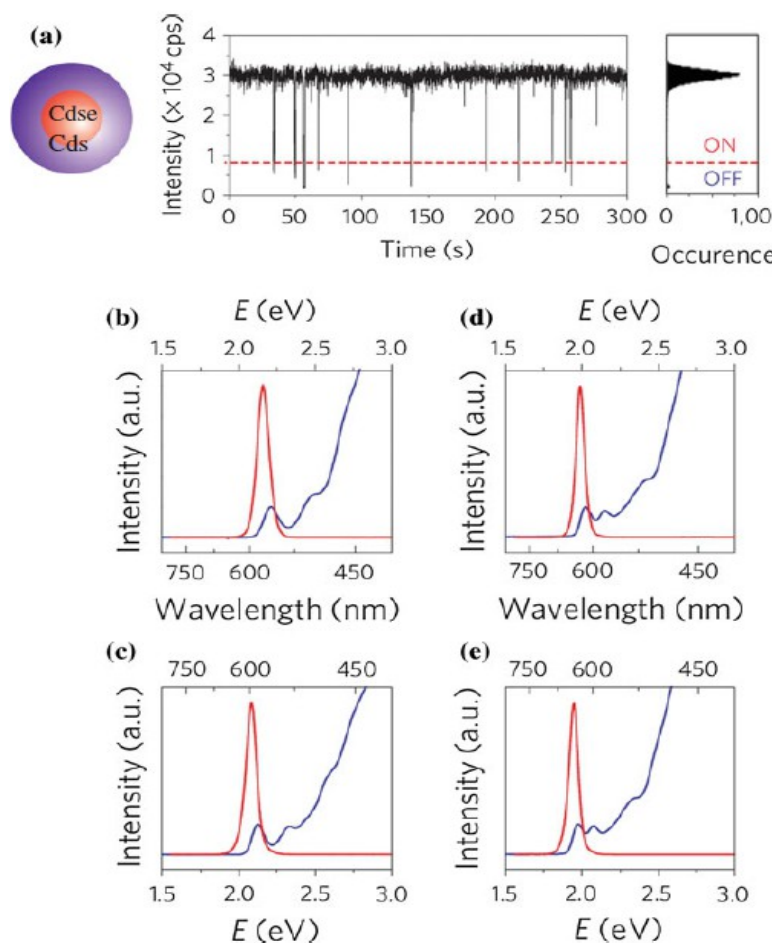 (a)
Cdse
Cds
Intensity (× 10⁴ cps)
4
3
2
1
0
0 50 100 150 200 250 300
Time (s)
ON
OFF
0 1,00
Occurence
(b)
E (eV)
1.5 2.0 2.5 3.0
Intensity (a.u.)
750 600 450
Wavelength (nm)
(d)
E (eV)
1.5 2.0 2.5 3.0
Intensity (a.u.)
750 600 450
Wavelength (nm)
(c)
750 600 450
Intensity (a.u.)
1.5 2.0 2.5 3.0
E (eV)
(e)
750 600 450
Intensity (a.u.)
1.5 2.0 2.5 3.0
E (eV)